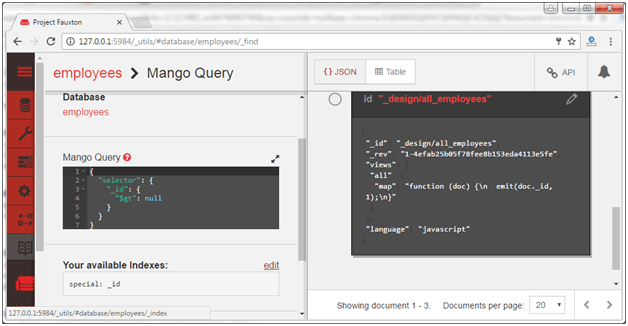 Project Fauxton
127.0.0.1:5984/_utils/#database/employees/_find
employees > Mango Query
{} JSON
Table
API
Database
employees
Mango Query ?
1 {
2 "selector": {
3 "_id": {
4 "$gt": null
5 }
6 }
7 }
Your available Indexes: edit
special: _id
127.0.0.1:5984/_utils/#database/employees/_index
id "_design/all_employees"
{
"_id" "_design/all_employees"
"_rev" "1-4efab25b05f78fee8b153eda4113e5fe"
"views"
"all"
"map" "function (doc) {\n emit(doc._id,
1);\n}"
"language" "javascript"
Showing document 1 - 3. Documents per page: 20